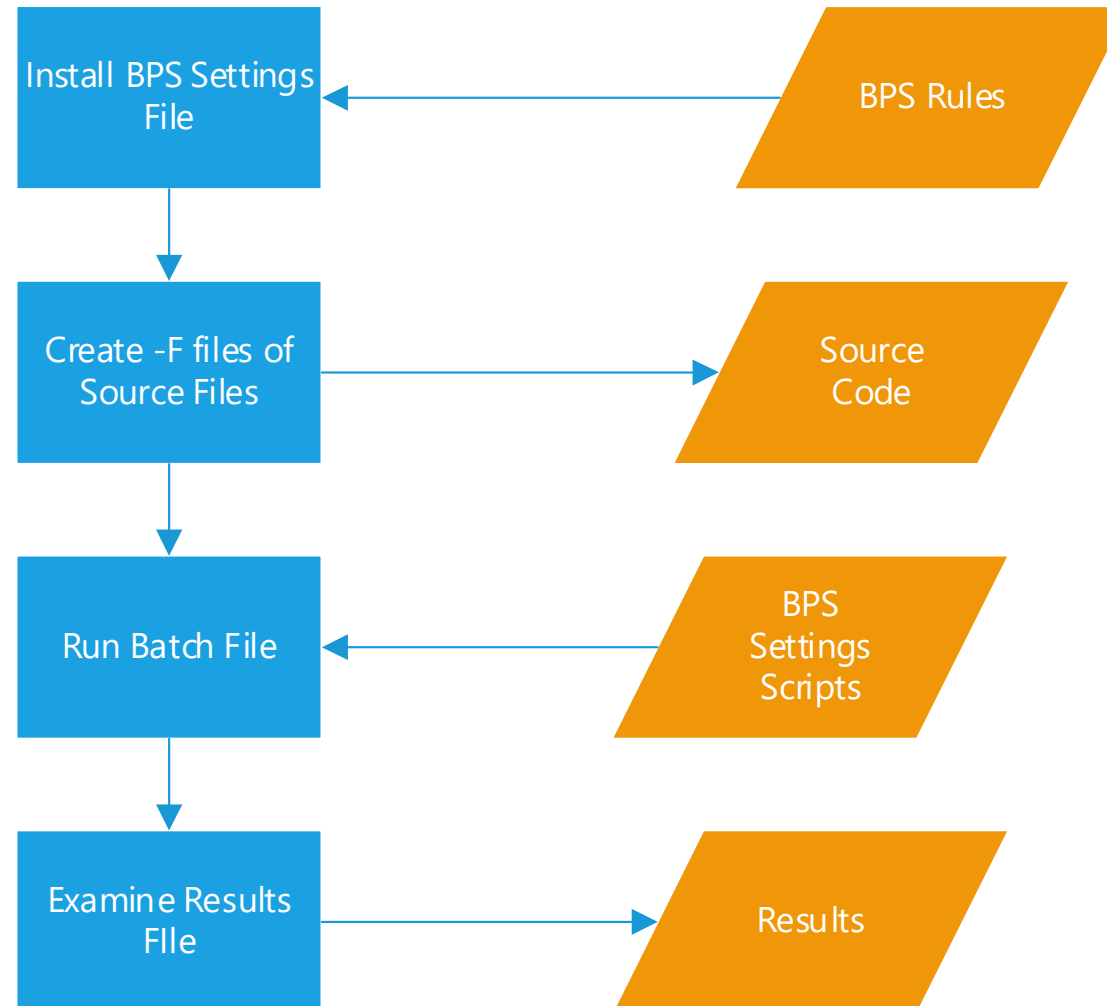 Install BPS Settings
File
BPS Rules
Create -F files of
Source Files
Source
Code
Run Batch File
BPS
Settings
Scripts
Examine Results
FIle
Results